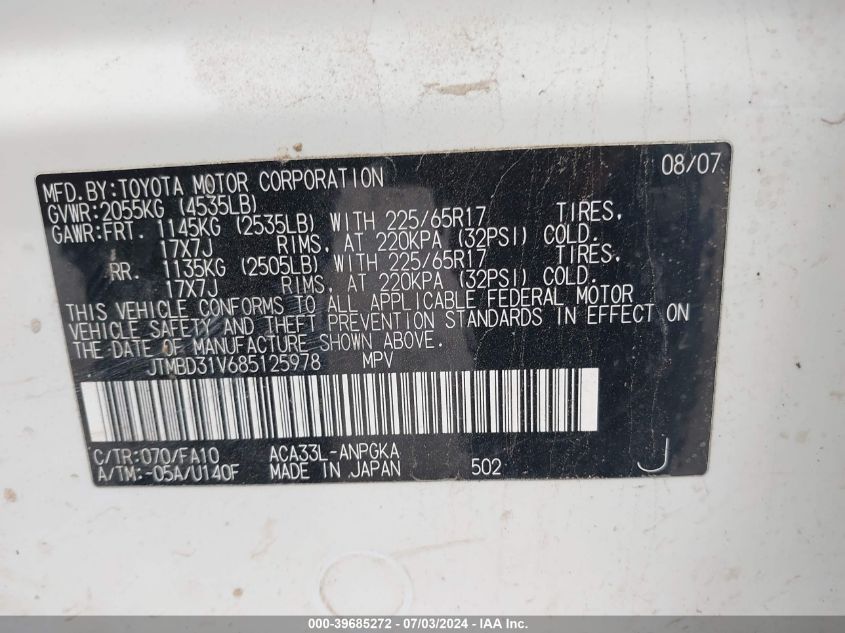 MFD.BY:TOYOTA MOTOR CORPORATION 08/07
GVWR:2055KG (4535LB)
GAWR:FRT. 1145KG (2535LB) WITH 225/65R17 TIRES,
17X7J RIMS, AT 220KPA (32PSI) COLD.
RR. 1135KG (2505LB) WITH 225/65R17 TIRES,
17X7J RIMS, AT 220KPA (32PSI) COLD.
THIS VEHICLE CONFORMS TO ALL APPLICABLE FEDERAL MOTOR
VEHICLE SAFETY AND THEFT PREVENTION STANDARDS IN EFFECT ON
THE DATE OF MANUFACTURE SHOWN ABOVE.
JTMBD31V685125978 MPV
C/TR:070/FA10 ACA33L-ANPGKA
A/TM:-05A/U140F MADE IN JAPAN 502 J
000-39685272 - 07/03/2024 - IAA Inc.